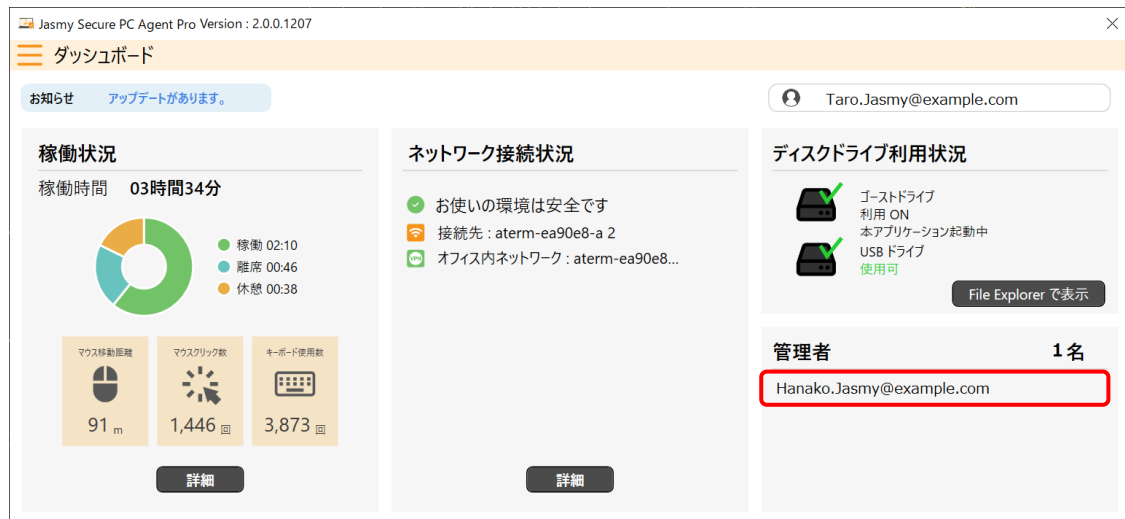 Jasmy Secure PC Agent Pro Version : 2.0.0.1207
ダッシュボード
お知らせ アップデートがあります。
Taro.Jasmy@example.com
稼働状況
稼働時間 03時間34分
稼働 02:10
離席 00:46
休憩 00:38
マウス移動距離
91 m
マウスクリック数
1,446 回
キーボード使用数
3,873 回
詳細
ネットワーク接続状況
お使いの環境は安全です
接続先 : aterm-ea90e8-a 2
VPN
オフィス内ネットワーク : aterm-ea90e8...
詳細
ディスクドライブ利用状況
ゴーストドライブ
利用 ON
本アプリケーション起動中
USB ドライブ
使用可
File Explorer で表示
管理者 1名
Hanako.Jasmy@example.com